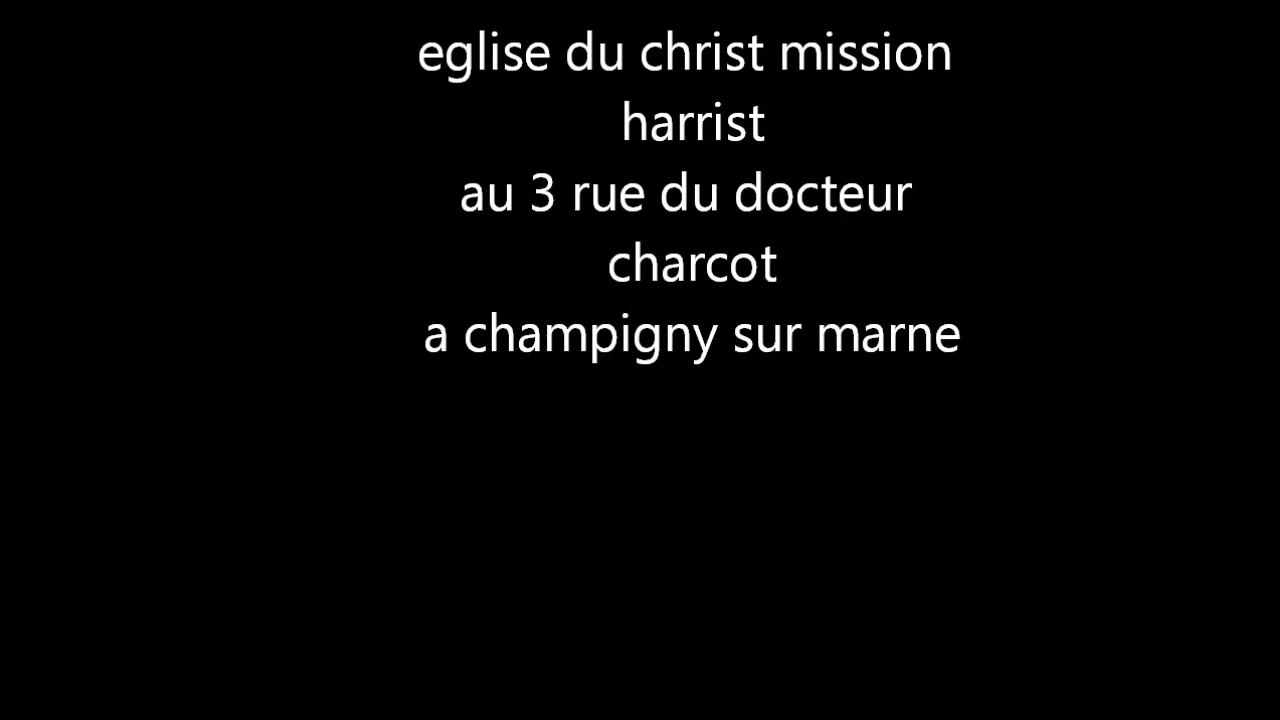 eglise du christ mission
harrist
au 3 rue du docteur
charcot
a champigny sur marne